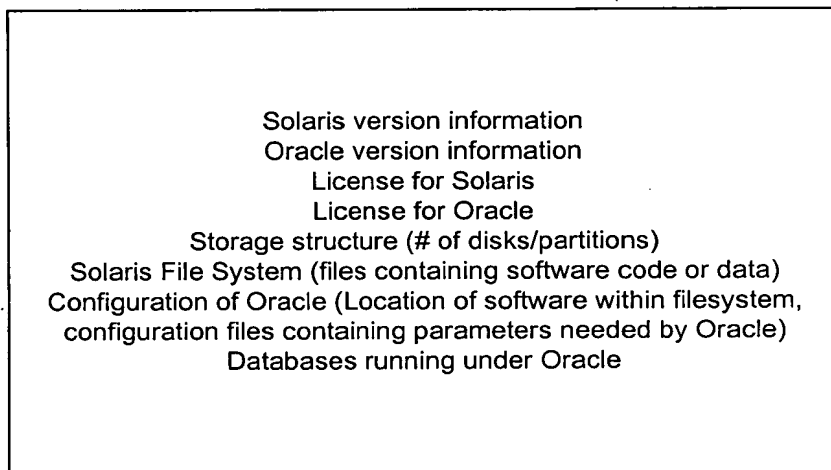 Solaris version information
Oracle version information
License for Solaris
License for Oracle
Storage structure (# of disks/partitions)
Solaris File System (files containing software code or data)
Configuration of Oracle (Location of software within filesystem,
configuration files containing parameters needed by Oracle)
Databases running under Oracle